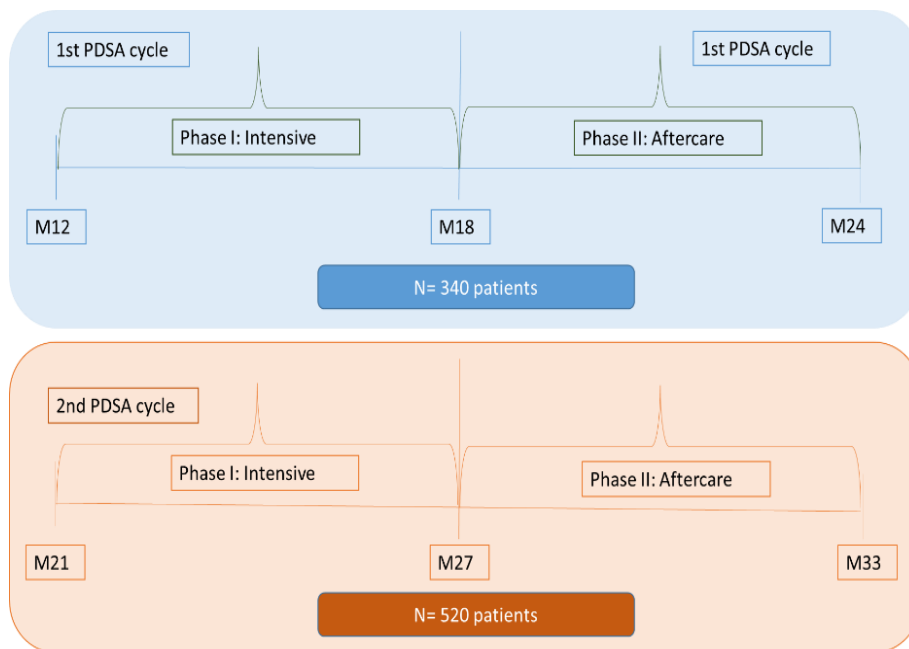 1st PDSA cycle
1st PDSA cycle
Phase I: Intensive
Phase II: Aftercare
M12
M18
M24
N= 340 patients
2nd PDSA cycle
Phase I: Intensive
Phase II: Aftercare
M21
M27
M33
N= 520 patients